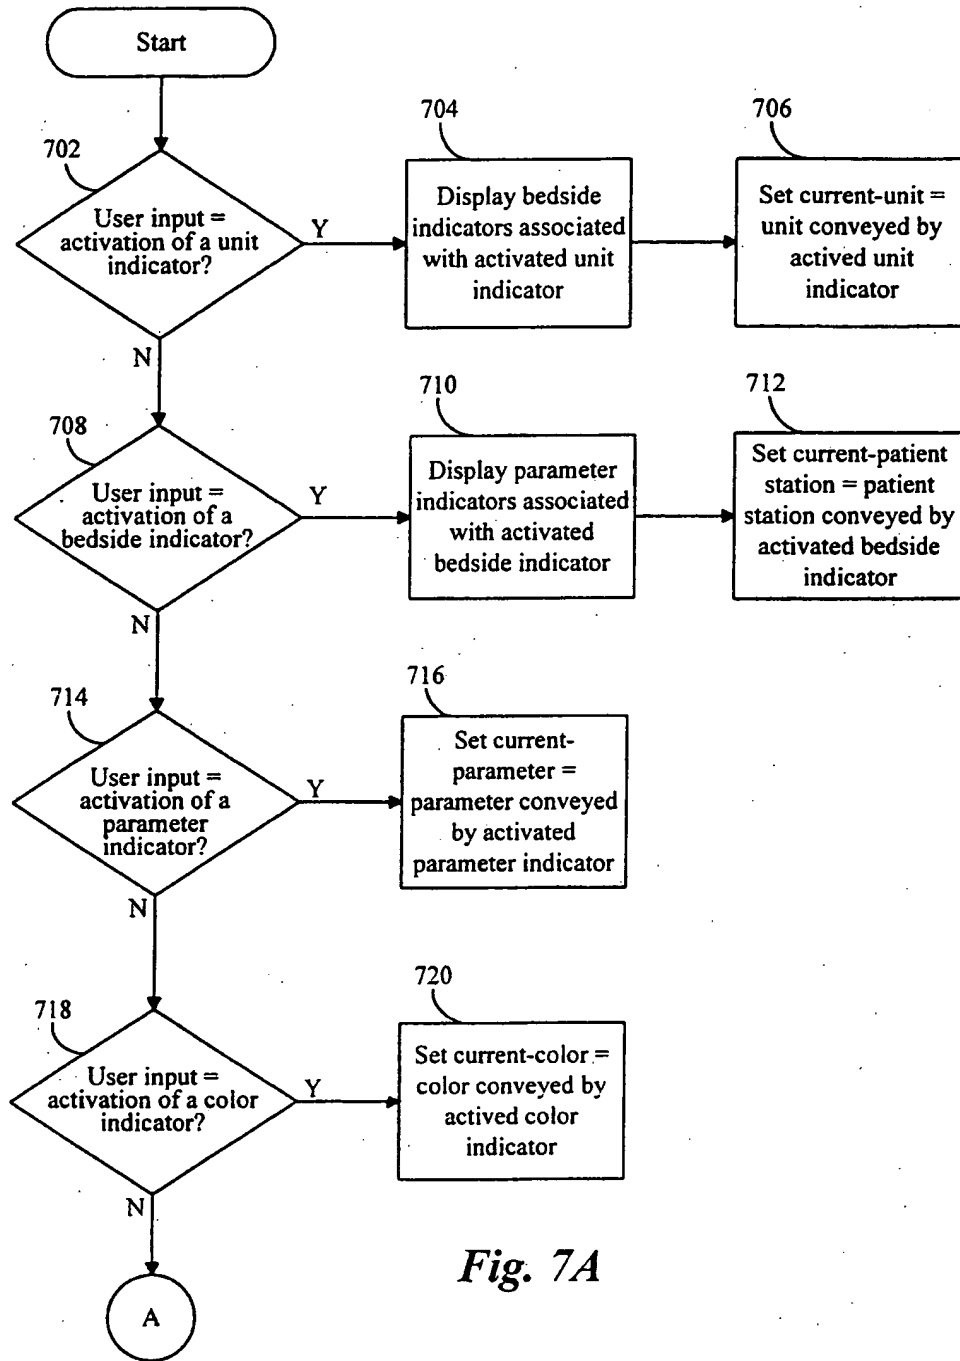 Start
702
User input =
activation of a unit
indicator?
Y
N
704
Display bedside
indicators associated
with activated unit
indicator
706
Set current-unit =
unit conveyed by
actived unit
indicator
708
User input =
activation of a
bedside indicator?
Y
N
710
Display parameter
indicators associated
with activated
bedside indicator
712
Set current-patient
station = patient
station conveyed by
activated bedside
indicator
714
User input =
activation of a
parameter
indicator?
Y
N
716
Set current-
parameter =
parameter conveyed
by activated
parameter indicator
718
User input =
activation of a color
indicator?
Y
N
720
Set current-color =
color conveyed by
actived color
indicator
A
Fig. 7A